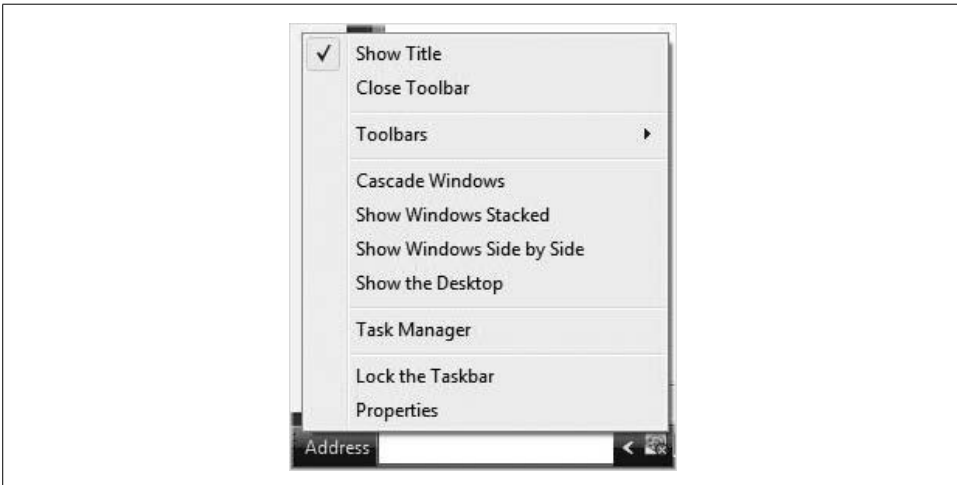 Show Title
Close Toolbar
Toolbars
Cascade Windows
Show Windows Stacked
Show Windows Side by Side
Show the Desktop
Task Manager
Lock the Taskbar
Properties
Address